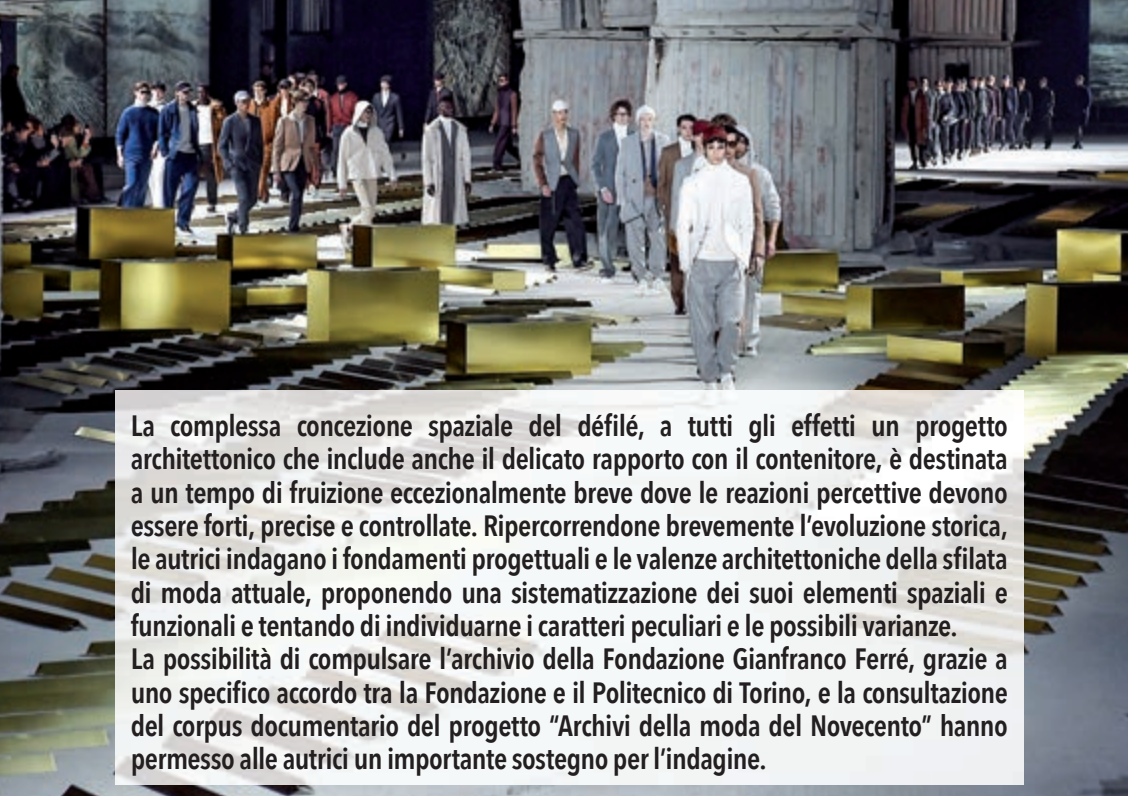 La complessa concezione spaziale del défilé, a tutti gli effetti un progetto
architettonico che include anche il delicato rapporto con il contenitore, è destinata
a un tempo di fruizione eccezionalmente breve dove le reazioni percettive devono
essere forti, precise e controllate. Ripercorrendone brevemente l'evoluzione storica,
le autrici indagano i fondamenti progettuali e le valenze architettoniche della sfilata
di moda attuale, proponendo una sistematizzazione dei suoi elementi spaziali e
funzionali e tentando di individuarne i caratteri peculiari e le possibili varianze.
La possibilità di compulsare l'archivio della Fondazione Gianfranco Ferré, grazie a
uno specifico accordo tra la Fondazione e il Politecnico di Torino, e la consultazione
del corpus documentario del progetto “Archivi della moda del Novecento” hanno
permesso alle autrici un importante sostegno per l'indagine.